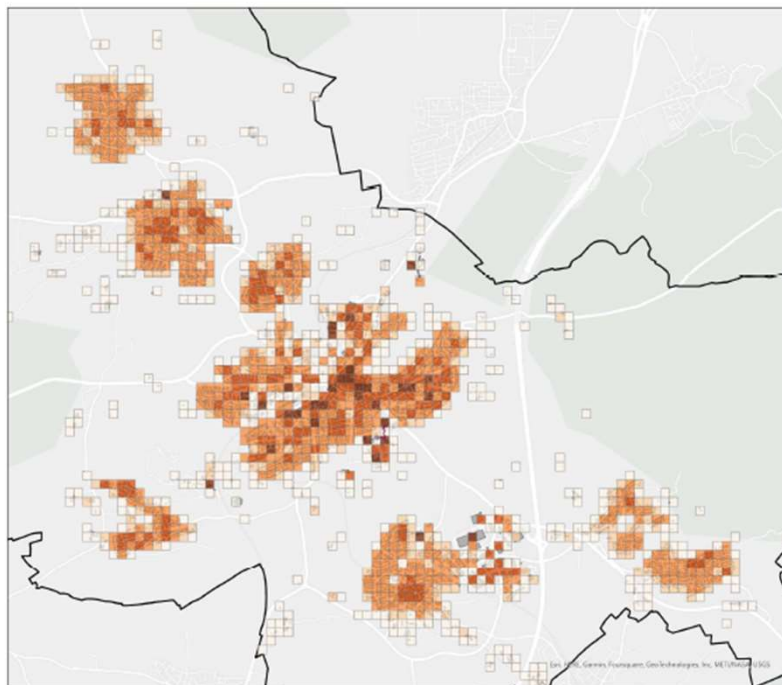 Esri, HERE, Garmin, Foursquare, GeoTechnologies, Inc, METI/NASA, USGS